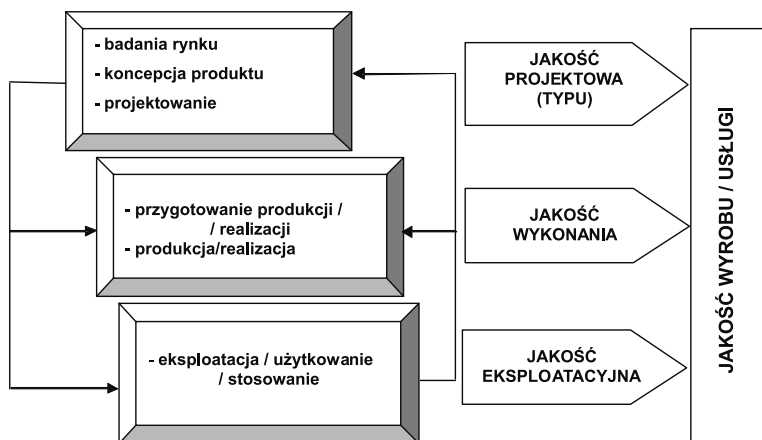 - badania rynku
- koncepcja produktu
- projektowanie
JAKOŚĆ
PROJEKTOWA
(TYPU)
- przygotowanie produkcji /
/ realizacji
- produkcja/realizacja
JAKOŚĆ
WYKONANIA
- eksploatacja / użytkowanie
/ stosowanie
JAKOŚĆ
EKSPLOATACYJNA
JAKOŚĆ WYROBU / USŁUGI